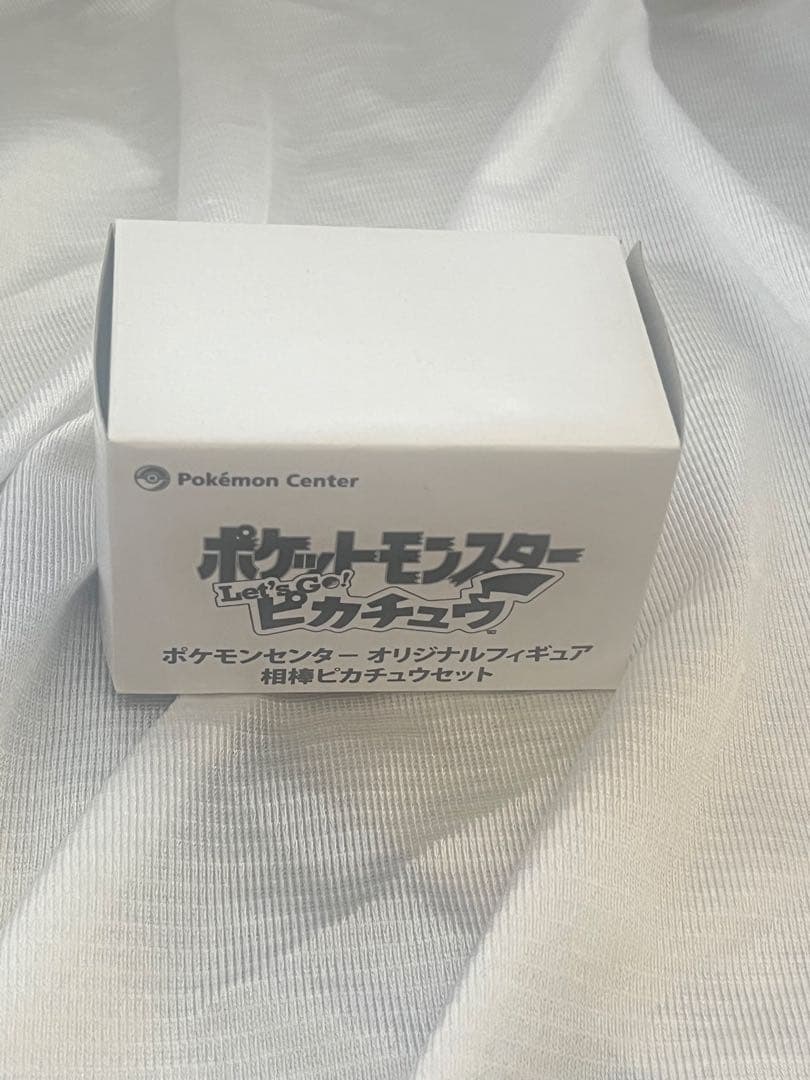 Pokémon Center
ポケットモンスター
Let's Go!
ピカチュウ
TM
ポケモンセンター オリジナルフィギュア
相棒ピカチュウセット